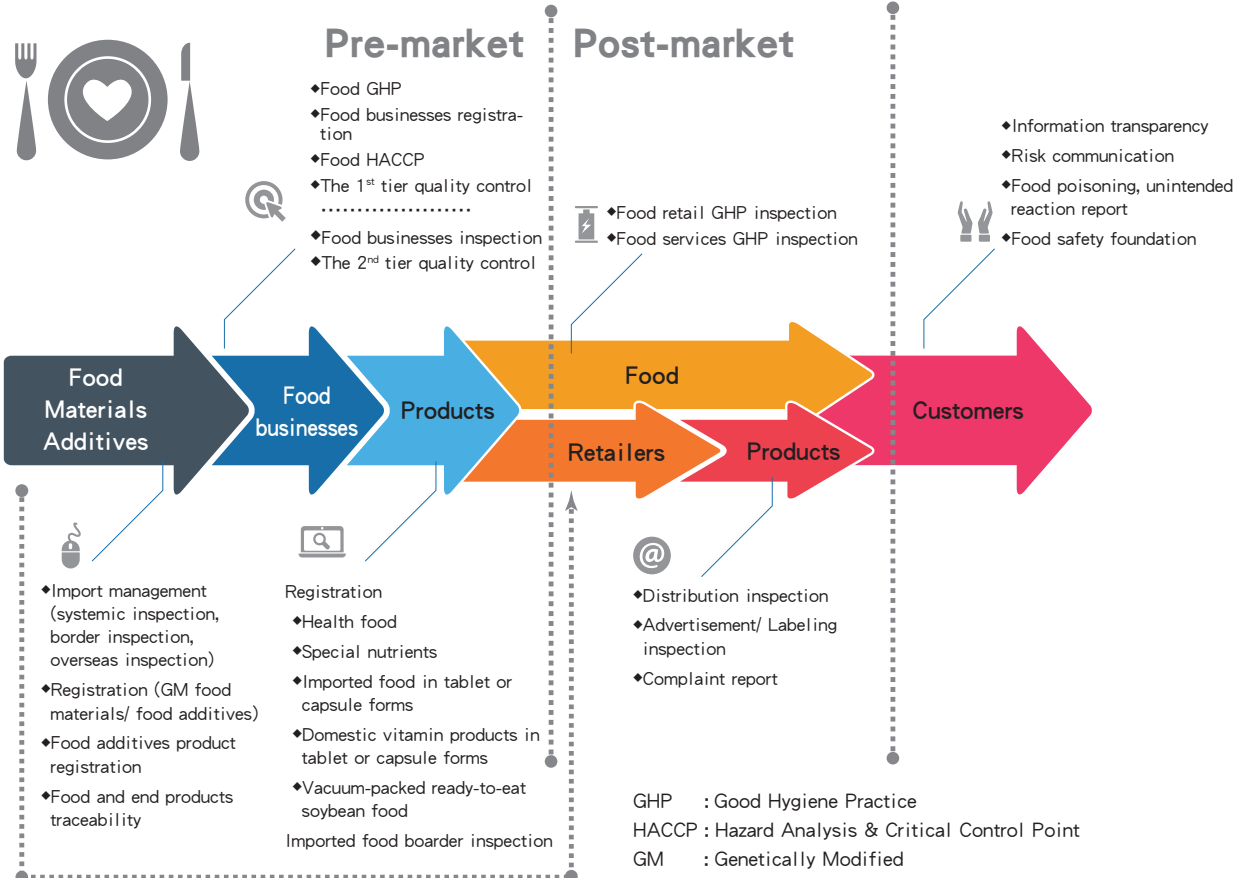 Pre-market
Post-market
◆Food GHP
◆Food businesses registra-
tion
◆Food HACCP
◆The 1st tier quality control
...................
◆Food businesses inspection
◆The 2nd tier quality control
◆Food retail GHP inspection
◆Food services GHP inspection
◆Information transparency
◆Risk communication
◆Food poisoning, unintended
reaction report
◆Food safety foundation
Food
Materials
Additives
Food
businesses
Products
Food
Retailers
Products
Customers
◆Import management
(systemic inspection,
border inspection,
overseas inspection)
◆Registration (GM food
materials/ food additives)
◆Food additives product
registration
◆Food and end products
traceability
Registration
◆Health food
◆Special nutrients
◆Imported food in tablet or
capsule forms
◆Domestic vitamin products in
tablet or capsule forms
◆Vacuum-packed ready-to-eat
soybean food
Imported food boarder inspection
@
◆Distribution inspection
◆Advertisement/ Labeling
inspection
◆Complaint report
GHP : Good Hygiene Practice
HACCP : Hazard Analysis & Critical Control Point
GM : Genetically Modified